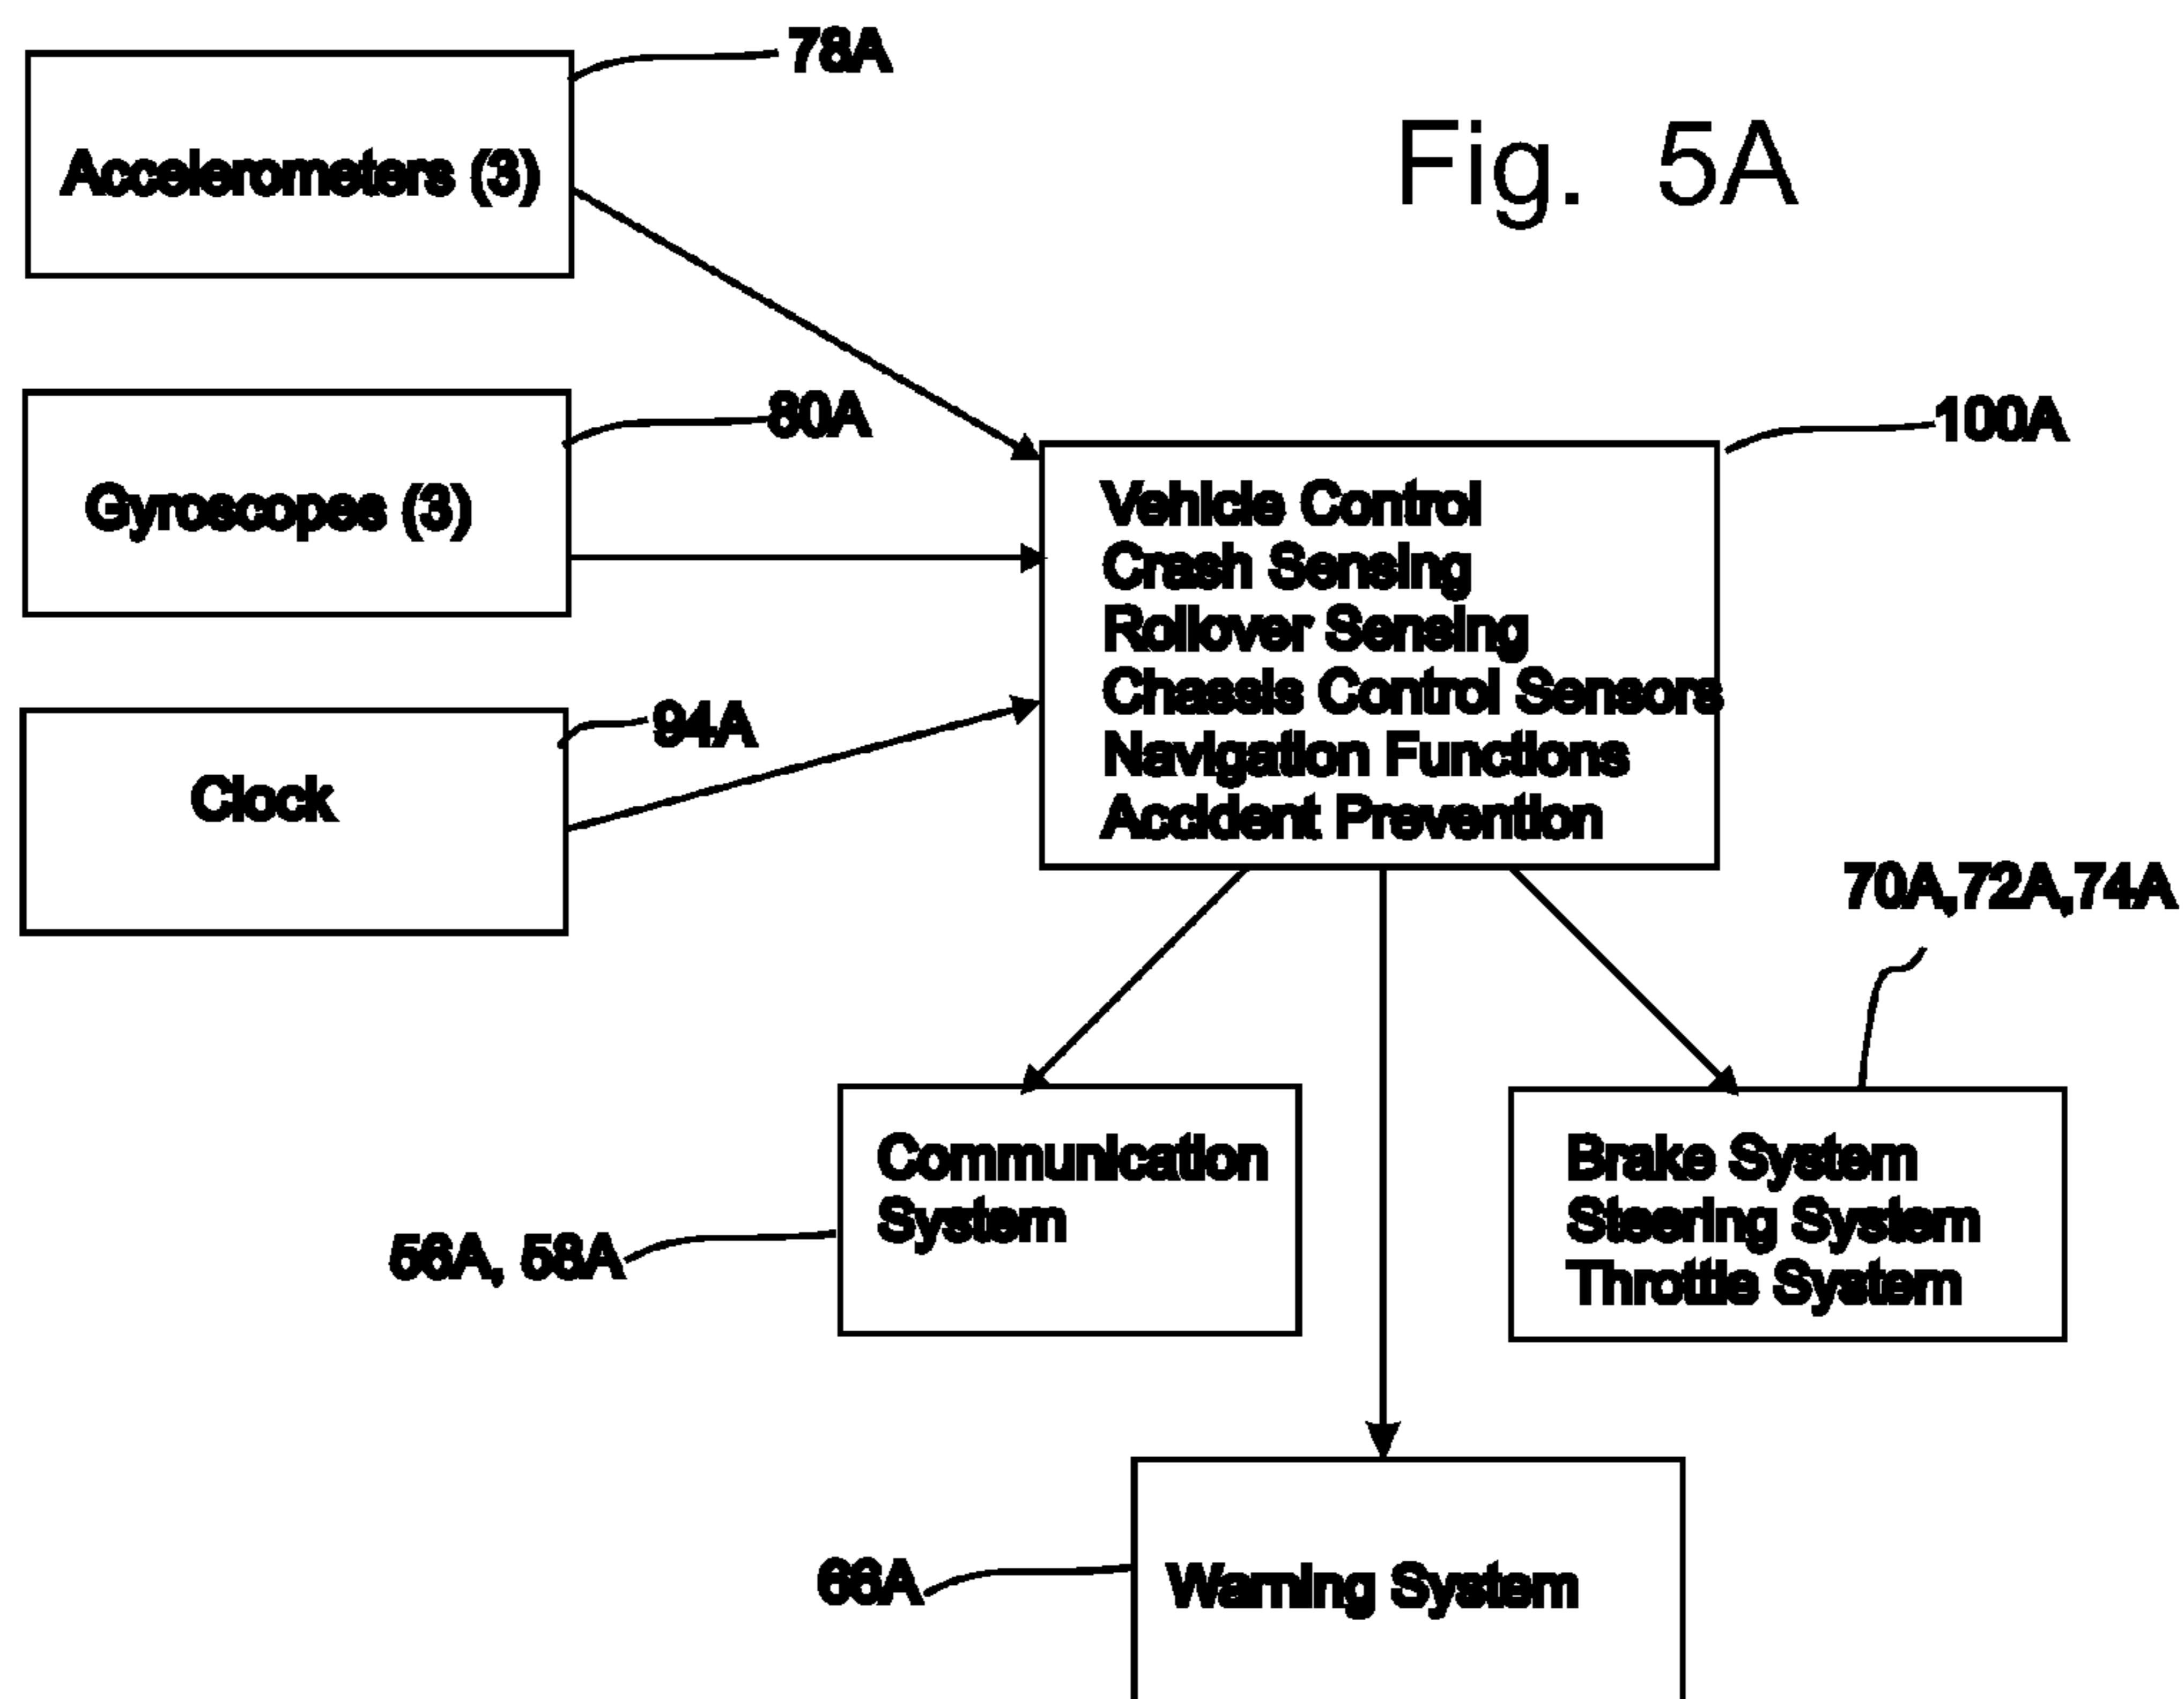 78A
Fig. 5A
Accelerometers (3)
80A
100A
Gyroscopes (3)
Vehicle Control
Crash Sensing
Rollover Sensing
Chassis Control Sensors
Navigation Functions
Accident Prevention
94A
Clock
70A,72A,74A
Communication
System
56A, 58A
Brake System
Steering System
Throttle System
66A
Warning System